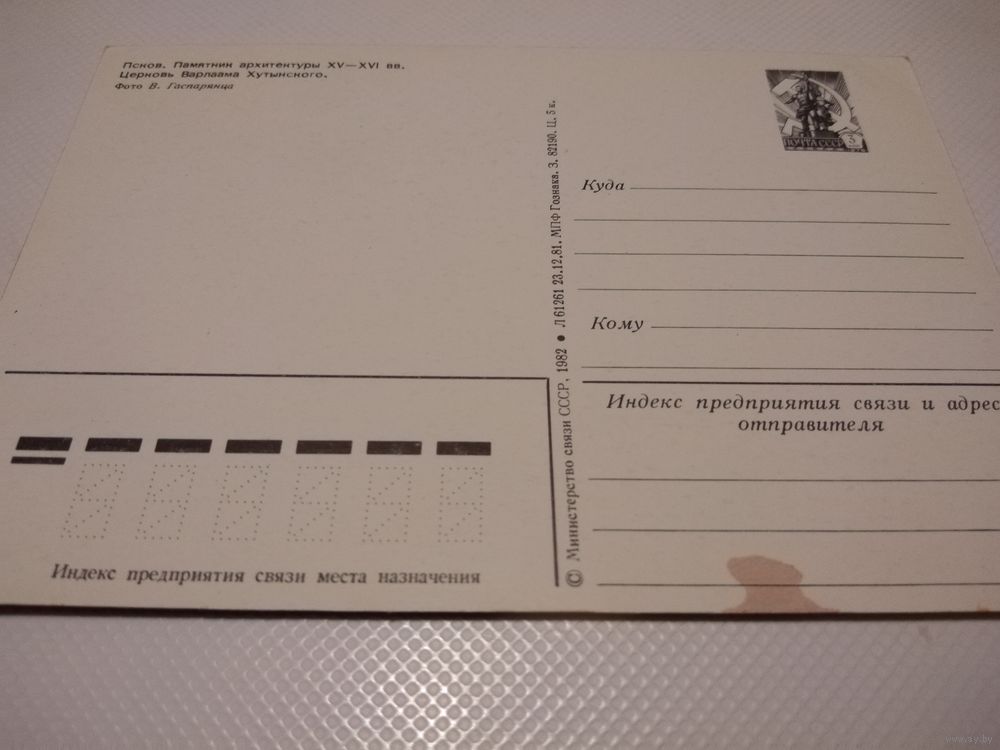 Псков. Памятник архитектуры XV—XVI вв.
Церковь Варлаама Хутынского.
Фото В. Гаспарянца
ПОЧТА СССР 3
Куда
Кому
Индекс предприятия связи и адрес
отправителя
© Министерство связи СССР, 1982 ● Л 61261 23.12.81. МПФ Гознака. З. 82190. Ц. 5 к.
Индекс предприятия связи места назначения